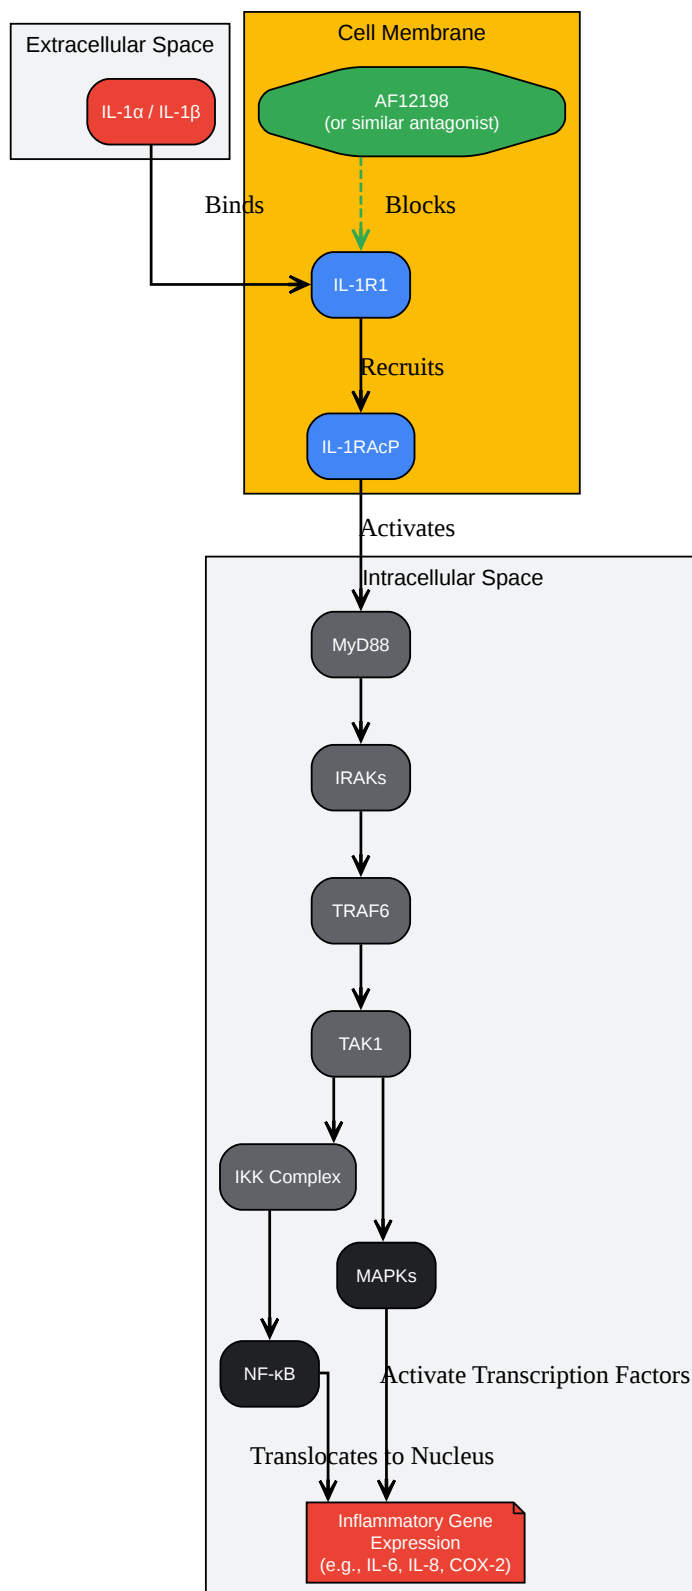 Cell Membrane
Extracellular Space
IL-1α / IL-1β
AF12198
(or similar antagonist)
Binds
Blocks
IL-1R1
Recruits
IL-1RAcP
Activates
Intracellular Space
MyD88
IRAKs
TRAF6
TAK1
IKK Complex
MAPKs
NF-κB
Activate Transcription Factors
Translocates to Nucleus
Inflammatory Gene
Expression
(e.g., IL-6, IL-8, COX-2)